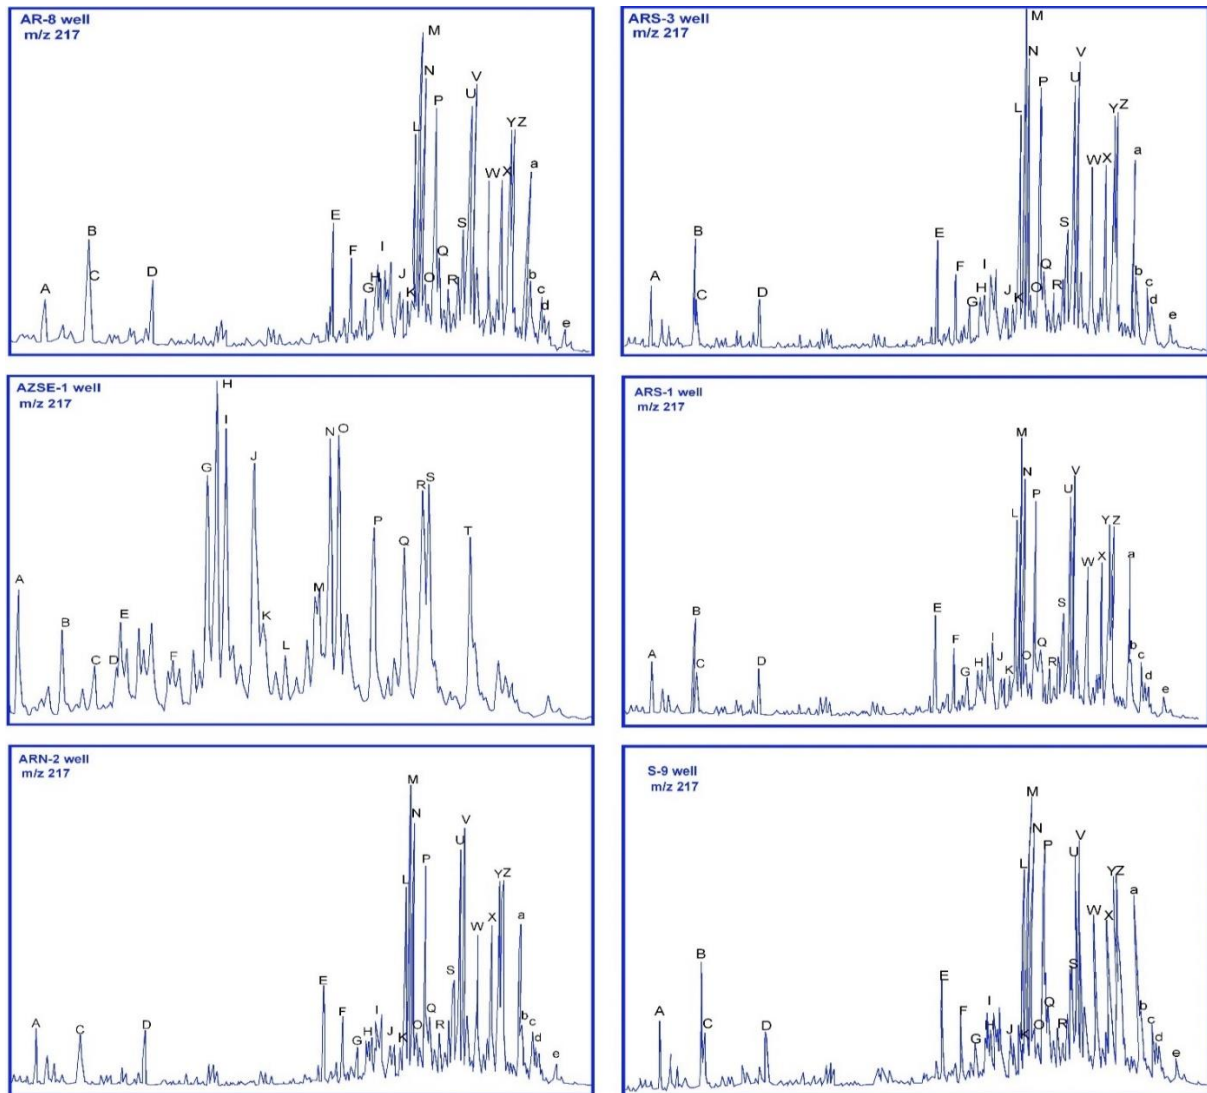 AR-8 well
m/z 217
A
B
C
D
E
F
G
H
I
J
K
L
M
N
O
P
Q
R
S
U
V
W
X
Y
Z
a
b
c
d
e
ARS-3 well
m/z 217
A
B
C
D
E
F
G
H
I
J
K
L
M
N
O
P
Q
R
S
U
V
W
X
Y
Z
a
b
c
d
e
AZSE-1 well
m/z 217
A
B
C
D
E
F
G
H
I
J
K
L
M
N
O
P
Q
R
S
T
ARS-1 well
m/z 217
A
B
C
D
E
F
G
H
I
J
K
L
M
N
O
P
Q
R
S
U
V
W
X
Y
Z
a
b
c
d
e
ARN-2 well
m/z 217
A
C
D
E
F
G
H
I
J
K
L
M
N
O
P
Q
R
S
U
V
W
X
Y
Z
a
b
c
d
e
S-9 well
m/z 217
A
B
C
D
E
F
G
H
I
J
K
L
M
N
O
P
Q
R
S
U
V
W
X
Y
Z
a
b
c
d
e